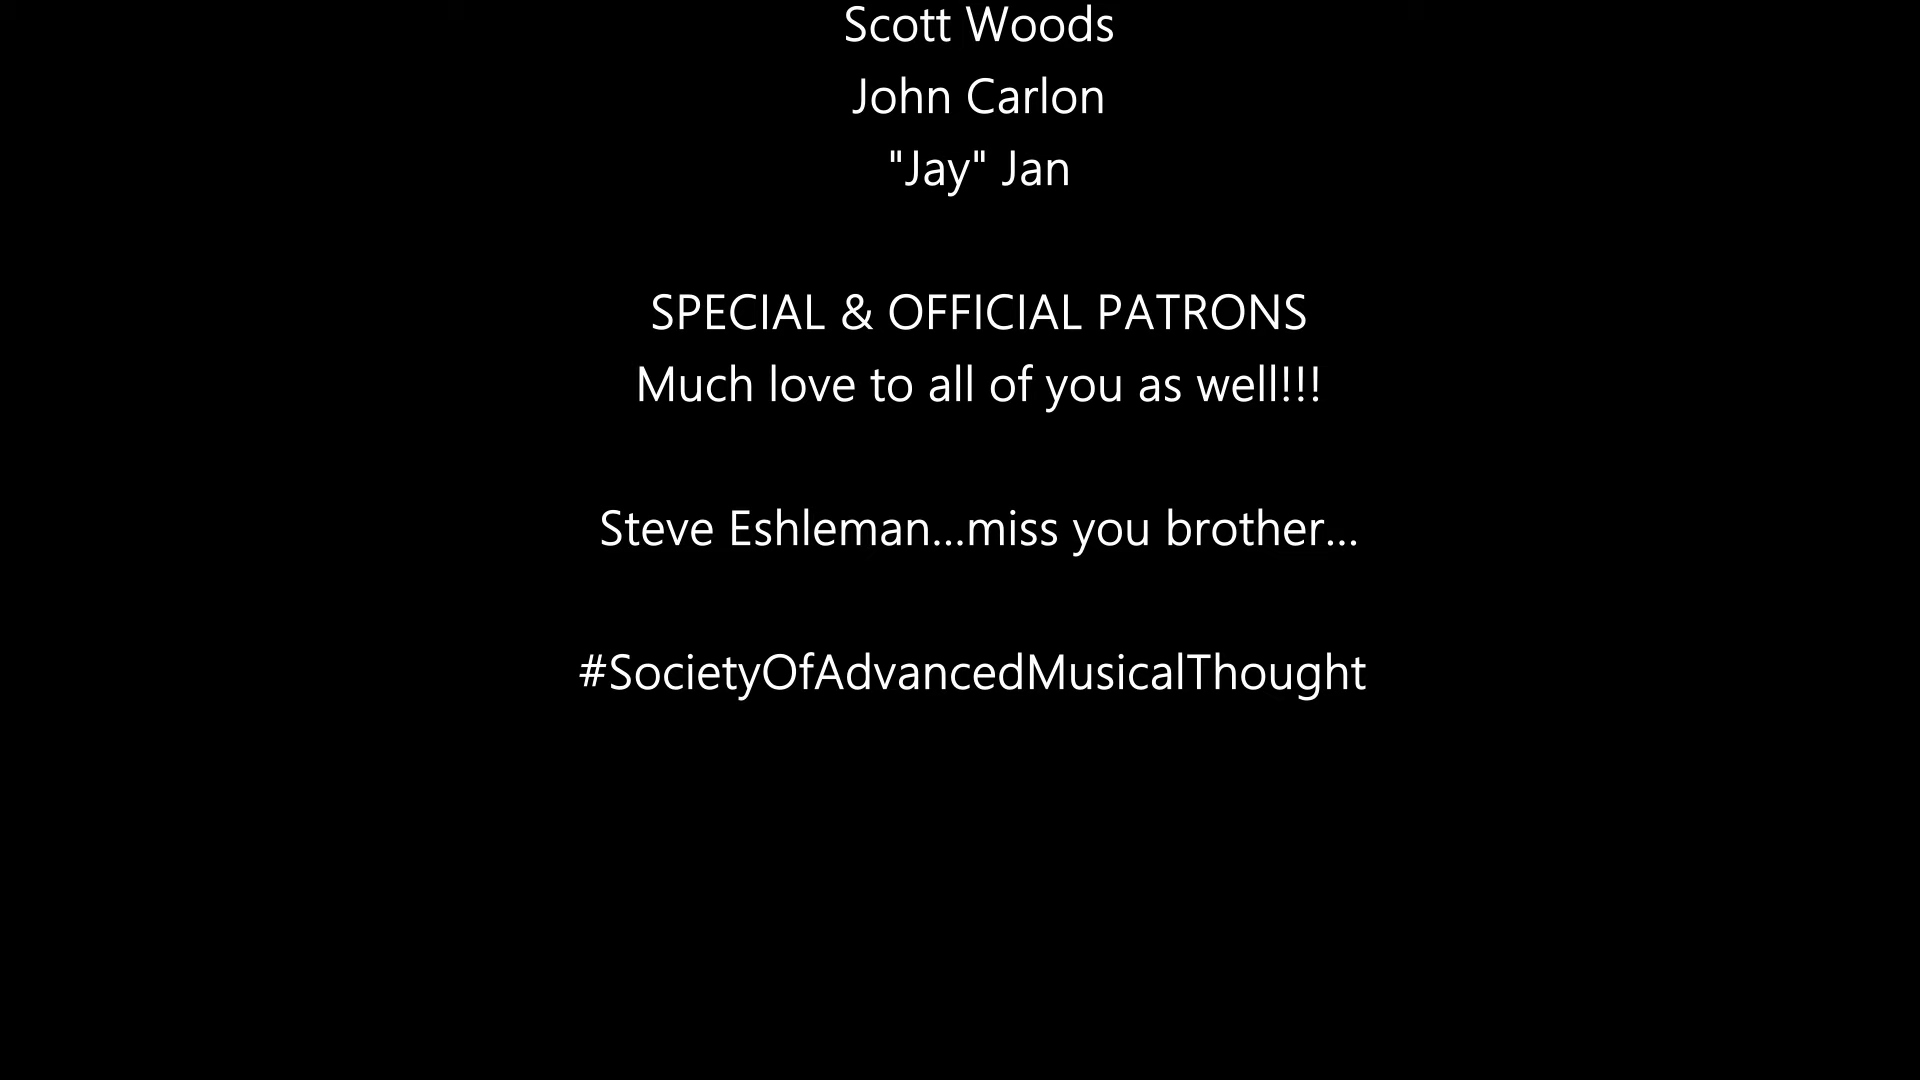 Scott Woods
John Carlon
"Jay" Jan
SPECIAL & OFFICIAL PATRONS
Much love to all of you as well!!!
Steve Eshleman...miss you brother...
#SocietyOfAdvancedMusicalThought